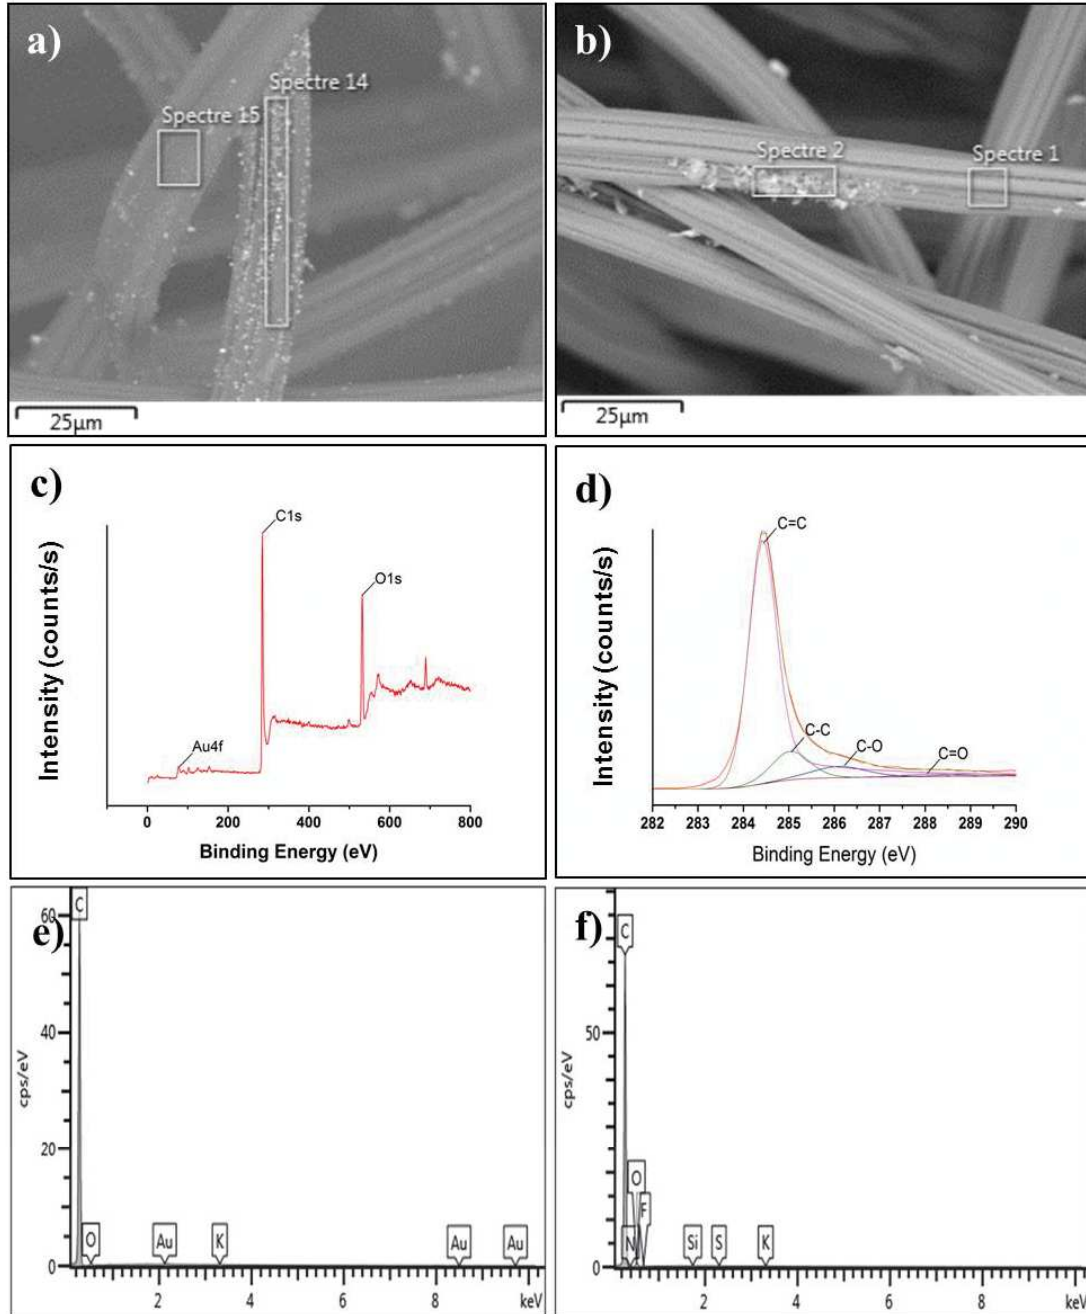 a)
Spectre 14
Spectre 15
25µm
b)
Spectre 2
Spectre 1
25µm
c)
C1s
O1s
Au4f
Intensity (counts/s)
0 200 400 600 800
Binding Energy (eV)
d)
C=C
C-C
C-O
C=O
Intensity (counts/s)
282 283 284 285 286 287 288 289 290
Binding Energy (eV)
e)
C
60
40
20
0
cps/eV
O Au K Au Au
2 4 6 8 keV
f)
C
50
0
cps/eV
O
F
N Si S K
2 4 6 8 keV